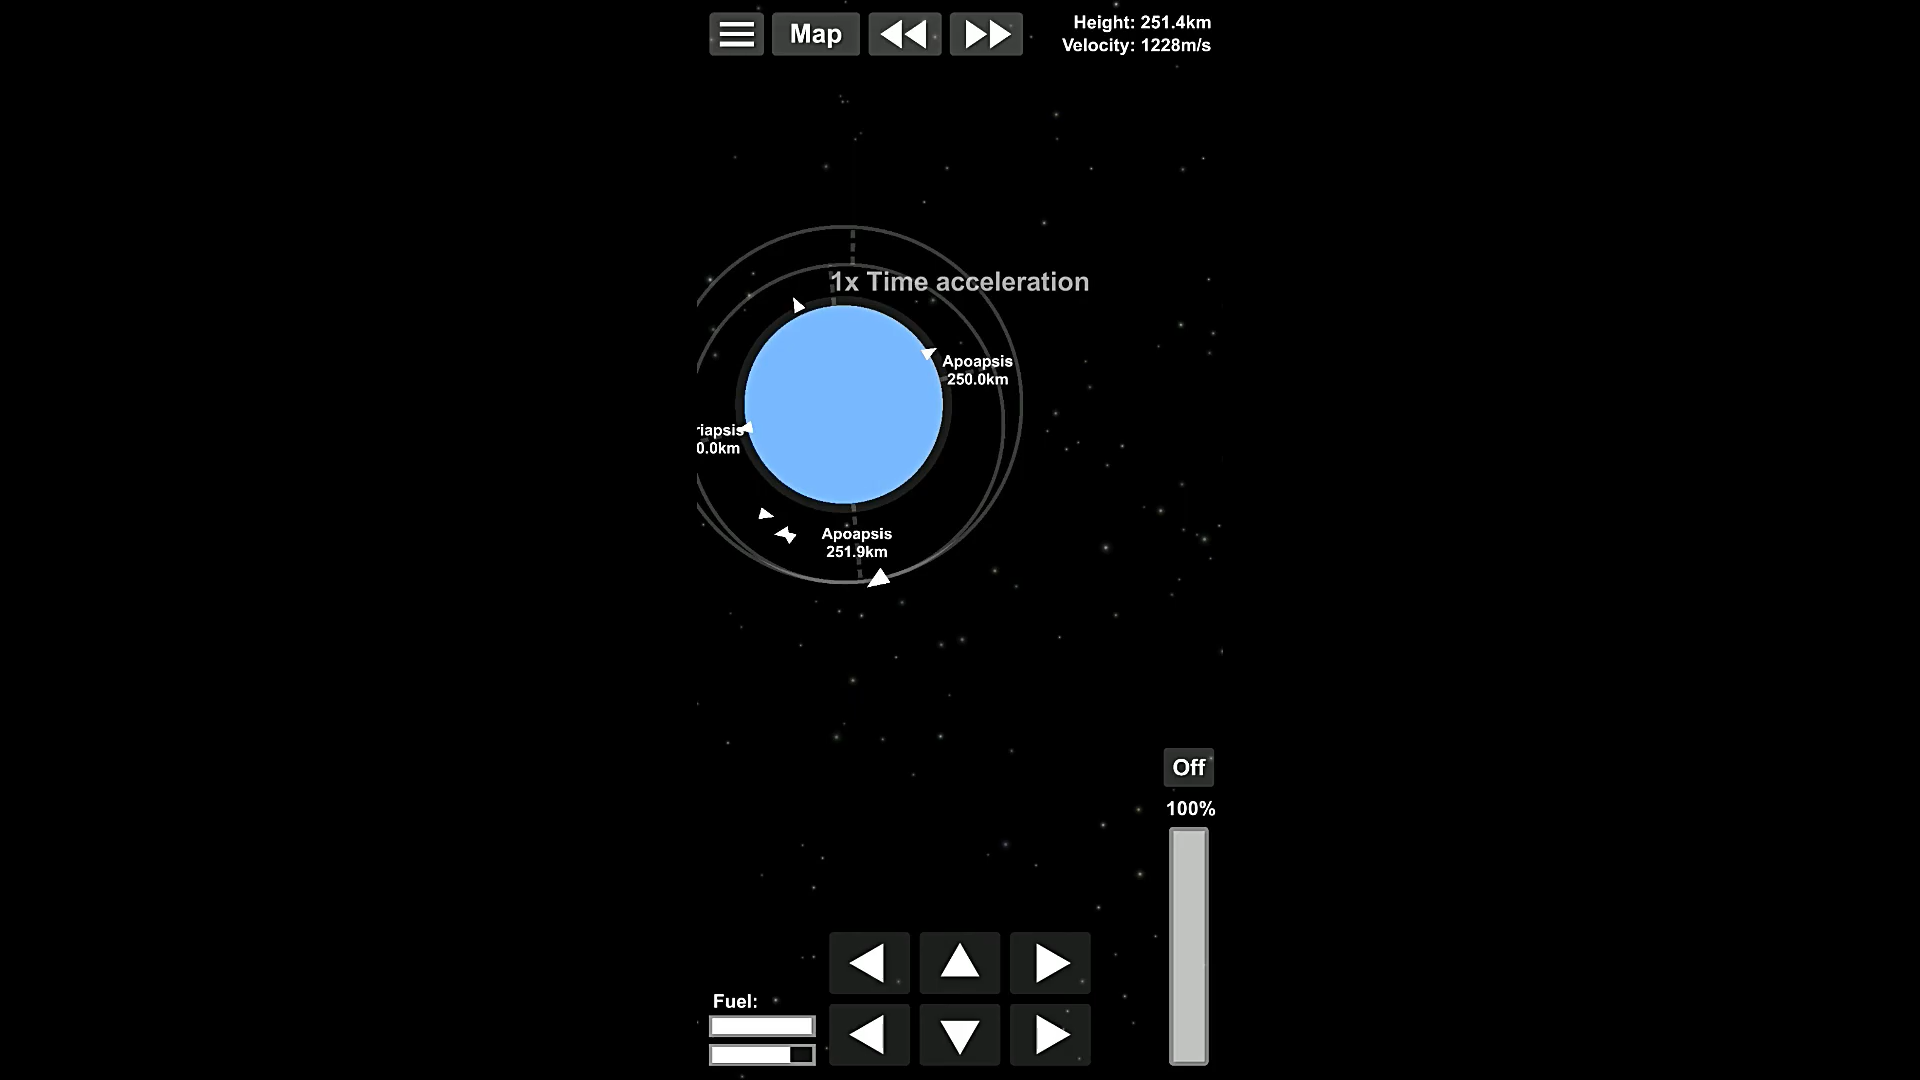 Map
Height: 251.4km
Velocity: 1228m/s
1x Time acceleration
Apoapsis
250.0km
riapsis
0.0km
Apoapsis
251.9km
Off
100%
Fuel: